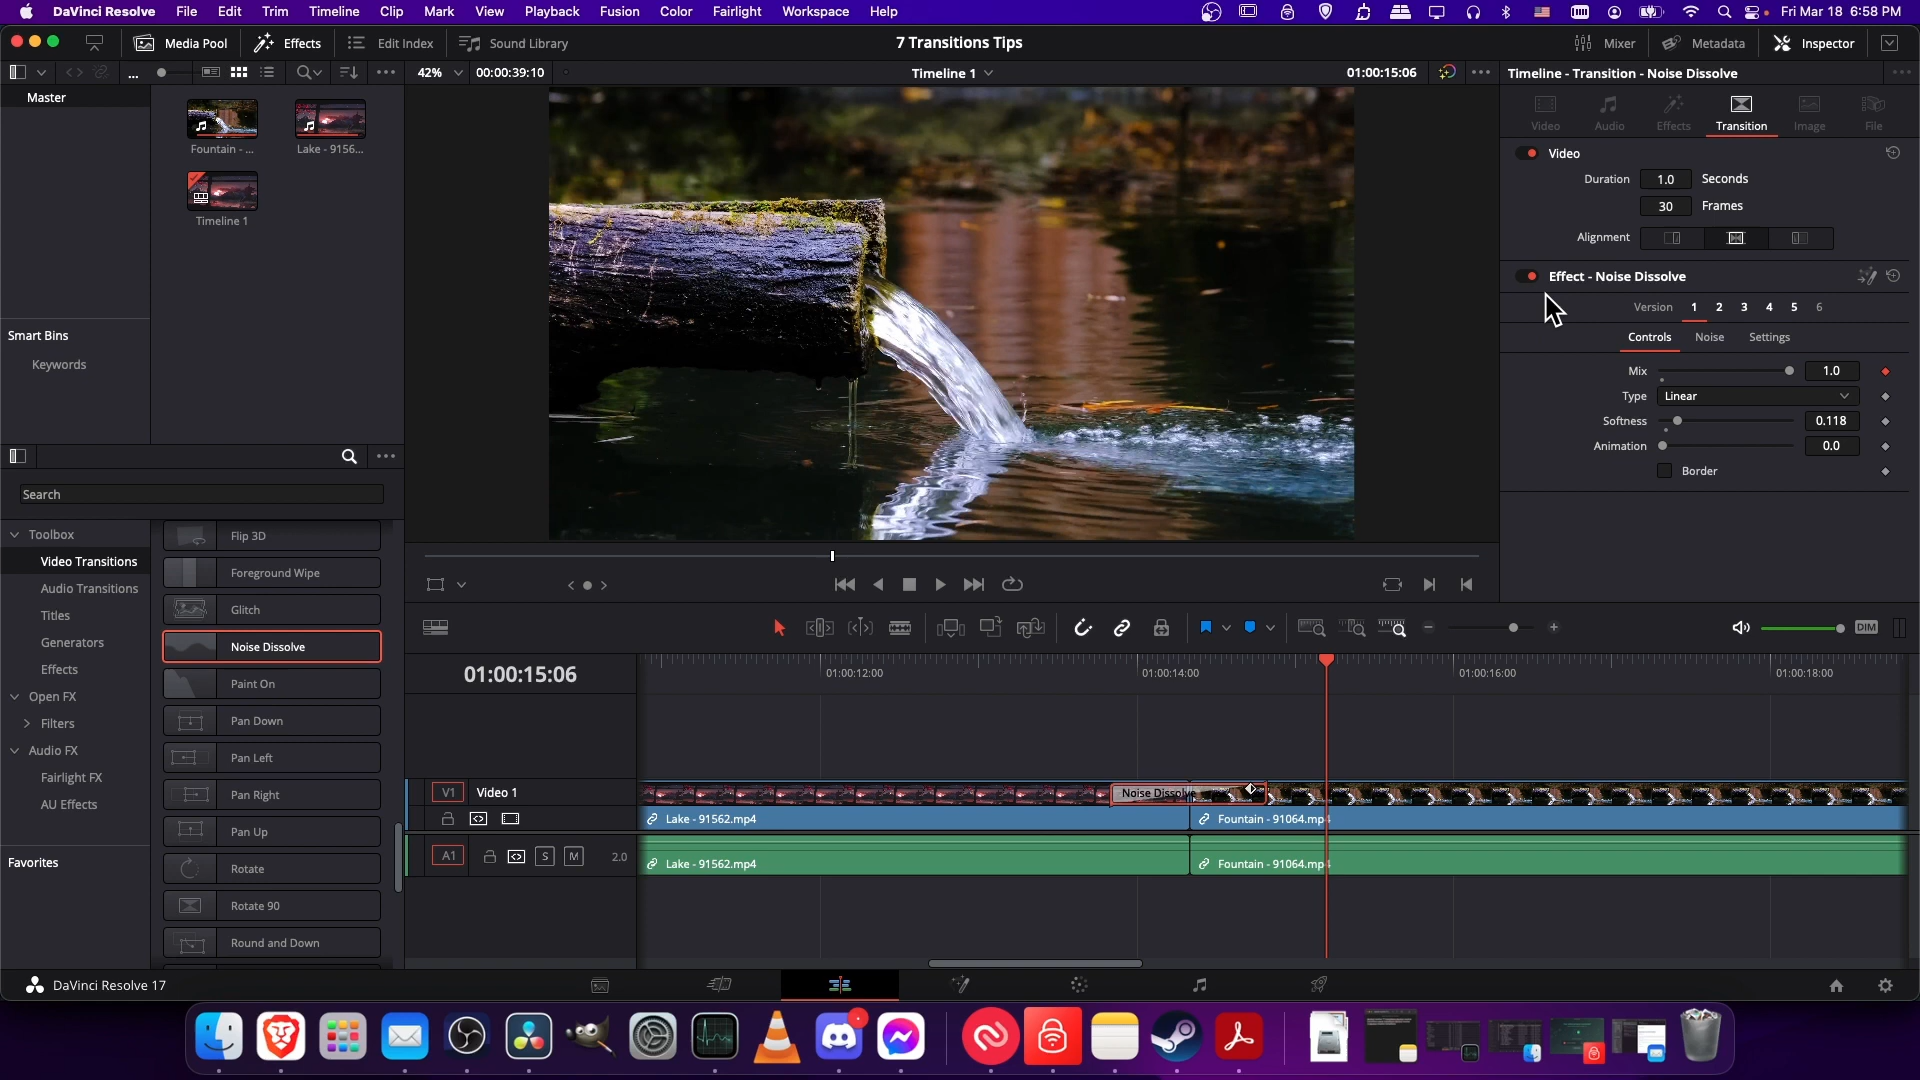 DaVinci Resolve File Edit Trim Timeline Clip Mark View Playback Fusion Color Fairlight Workspace Help Fri Mar 18 6:58 PM
Media Pool Effects Edit Index Sound Library 7 Transitions Tips Mixer Metadata Inspector
42% 00:00:39:10 Timeline 1 01:00:15:06 Timeline - Transition - Noise Dissolve
Master
Fountain - ... Lake - 9156...
Timeline 1
Smart Bins
Keywords
Video Audio Effects Transition Image File
Video
Duration 1.0 Seconds
30 Frames
Alignment
Effect - Noise Dissolve
Version 1 2 3 4 5 6
Controls Noise Settings
Mix 1.0
Type Linear
Softness 0.118
Animation 0.0
Border
Search
Toolbox
Video Transitions
Audio Transitions
Titles
Generators
Effects
Open FX
Filters
Audio FX
Fairlight FX
AU Effects
Favorites
Flip 3D
Foreground Wipe
Glitch
Noise Dissolve
Paint On
Pan Down
Pan Left
Pan Right
Pan Up
Rotate
Rotate 90
Round and Down
DIM
01:00:15:06
01:00:12:00 01:00:14:00 01:00:16:00 01:00:18:00
V1 Video 1
Noise Dissolve
Lake - 91562.mp4 Fountain - 91064.mp4
A1 S M 2.0
Lake - 91562.mp4 Fountain - 91064.mp4
DaVinci Resolve 17